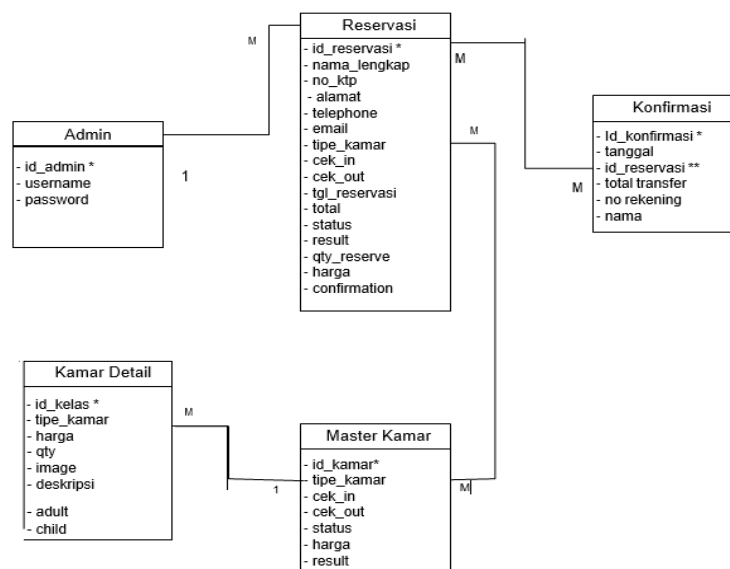 Reservasi
- id_reservasi *
- nama_lengkap
- no_ktp
- alamat
- telephone
- email
- tipe_kamar
- cek_in
- cek_out
- tgl_reservasi
- total
- status
- result
- qty_reserve
- harga
- confirmation
M
M
M
Admin
- id_admin *
- username
- password
1
Konfirmasi
- Id_konfirmasi *
- tanggal
- id_reservasi **
- total transfer
- no rekening
- nama
M
Kamar Detail
- id_kelas *
- tipe_kamar
- harga
- qty
- image
- deskripsi
- adult
- child
M
1
Master Kamar
- id_kamar*
- tipe_kamar
- cek_in
- cek_out
- status
- harga
- result
M